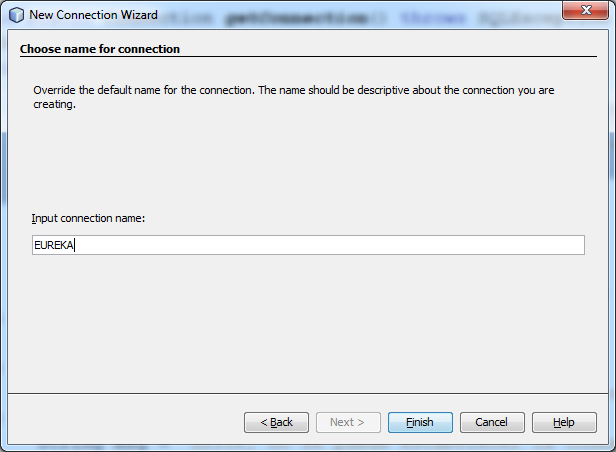 New Connection Wizard
Choose name for connection
Override the default name for the connection. The name should be descriptive about the connection you are
creating.
Input connection name:
EUREKA
< Back Next > Finish Cancel Help